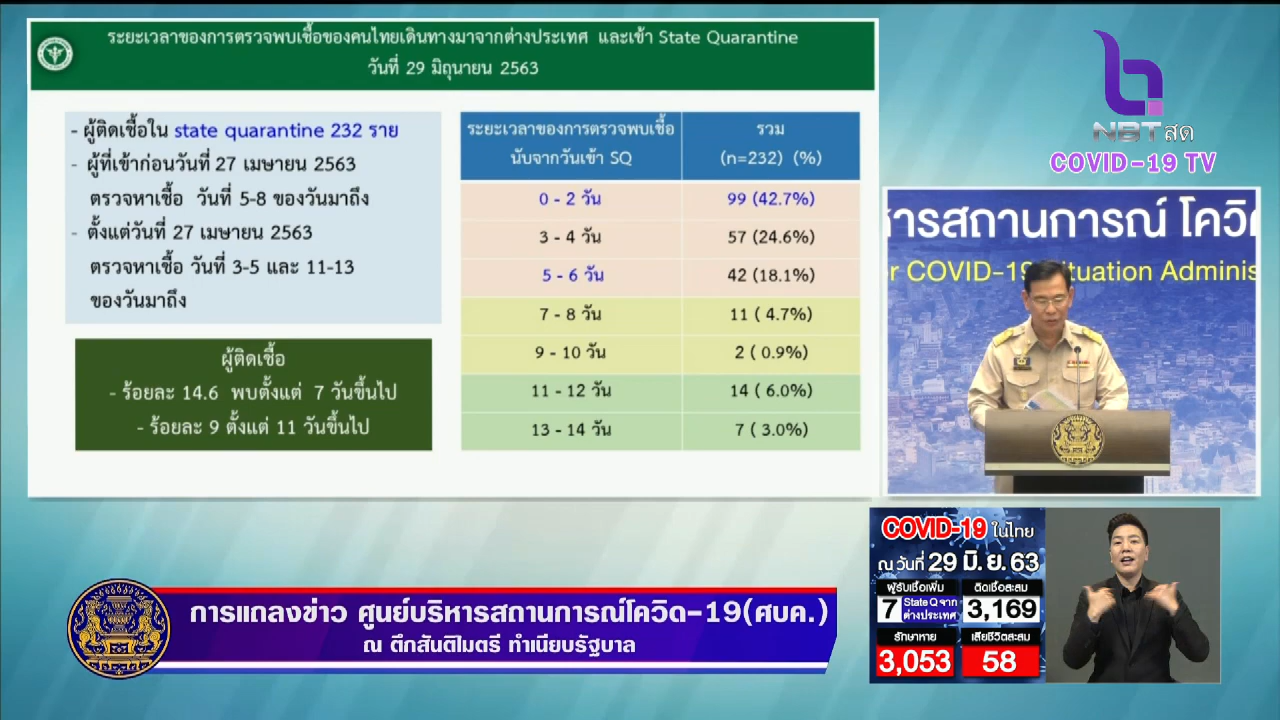 ระยะเวลาของการตรวจพบเชื้อของคนไทยเดินทางมาจากต่างประเทศ และเข้า State Quarantine
วันที่ 29 มิถุนายน 2563
- ผู้ติดเชื้อใน state quarantine 232 ราย
- ผู้ที่เข้าก่อนวันที่ 27 เมษายน 2563
ตรวจหาเชื้อ วันที่ 5-8 ของวันมาถึง
- ตั้งแต่วันที่ 27 เมษายน 2563
ตรวจหาเชื้อ วันที่ 3-5 และ 11-13
ของวันมาถึง
ผู้ติดเชื้อ
- ร้อยละ 14.6 พบตั้งแต่ 7 วันขึ้นไป
- ร้อยละ 9 ตั้งแต่ 11 วันขึ้นไป
ระยะเวลาของการตรวจพบเชื้อ
นับจากวันเข้า SQ
รวม
(n=232) (%)
0 - 2 วัน 99 (42.7%)
3 - 4 วัน 57 (24.6%)
5 - 6 วัน 42 (18.1%)
7 - 8 วัน 11 ( 4.7%)
9 - 10 วัน 2 ( 0.9%)
11 - 12 วัน 14 ( 6.0%)
13 - 14 วัน 7 ( 3.0%)
NBT สด
COVID-19 TV
หารสถานการณ์ โควิ
r COVID-19 ituation Adminis
COVID-19 ในไทย
ณ วันที่ 29 มิ.ย. 63
ผู้รับเชื้อเพิ่ม ติดเชื้อสะสม
7 State Q จาก ต่างประเทศ 3,169
รักษาหาย เสียชีวิตสะสม
3,053 58
การแถลงข่าว ศูนย์บริหารสถานการณ์โควิด-19(ศบค.)
ณ ตึกสันติไมตรี ทำเนียบรัฐบาล